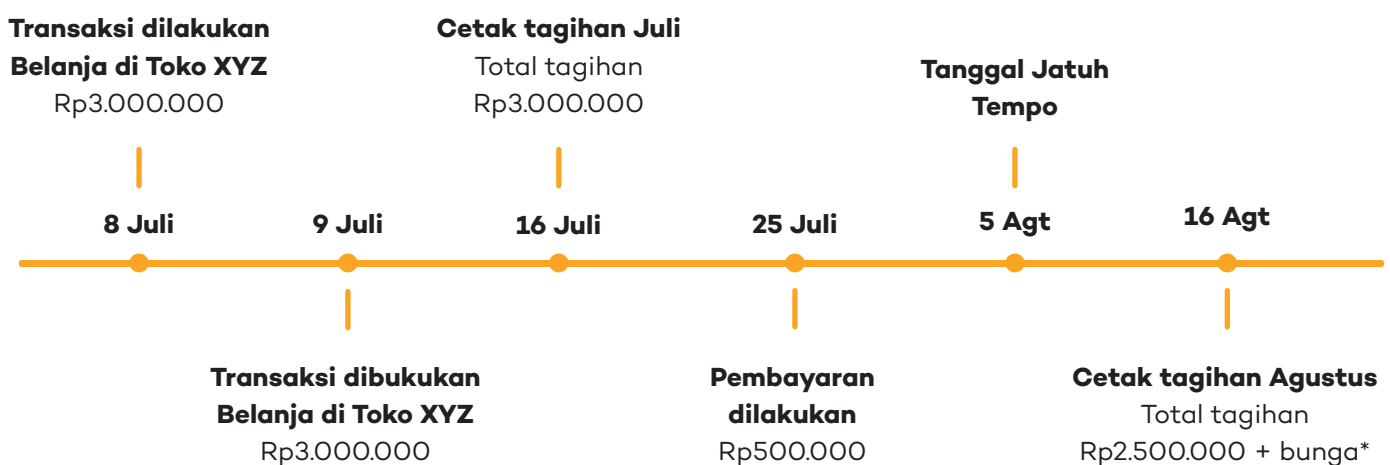 Transaksi dilakukan
Belanja di Toko XYZ
Rp3.000.000
Cetak tagihan Juli
Total tagihan
Rp3.000.000
Tanggal Jatuh
Tempo
8 Juli
9 Juli
16 Juli
25 Juli
5 Agt
16 Agt
Transaksi dibukukan
Belanja di Toko XYZ
Rp3.000.000
Pembayaran
dilakukan
Rp500.000
Cetak tagihan Agustus
Total tagihan
Rp2.500.000 + bunga*